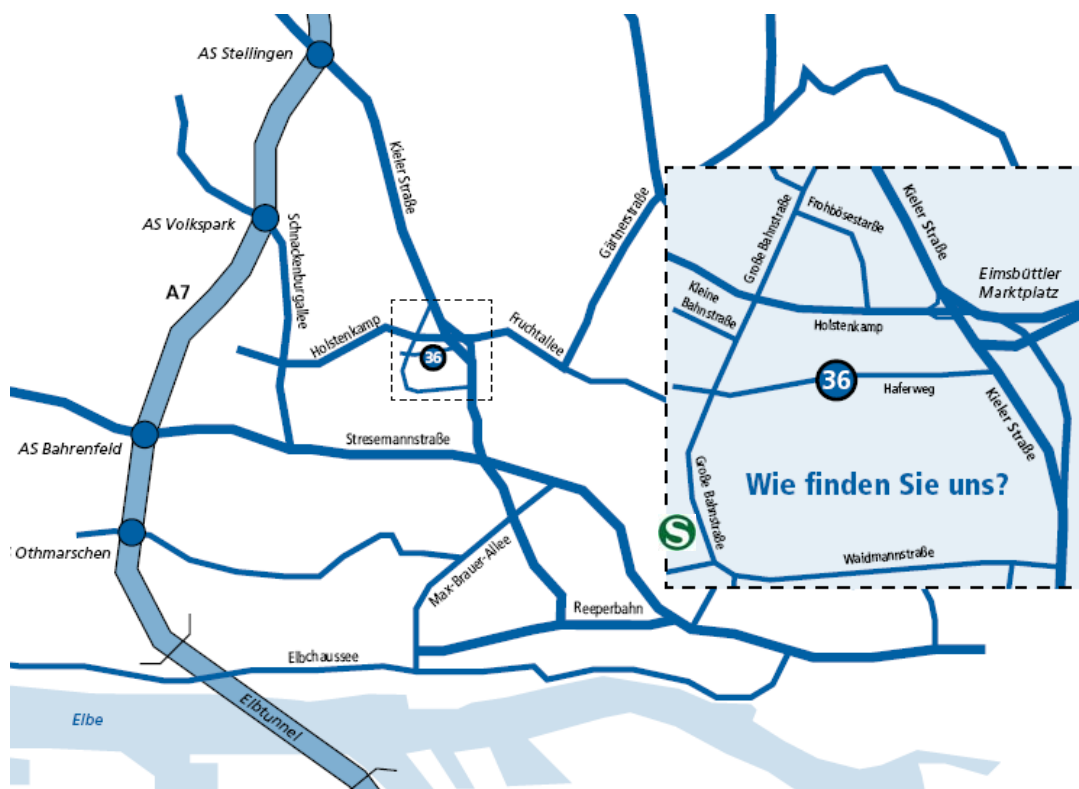 AS Stellingen
Kieler Straße
AS Volkspark
Schnackenburgallee
A7
Gärtnerstraße
Holstenkamp
Fruchtallee
36
AS Bahrenfeld
Stresemannstraße
Othmarschen
Max-Brauer-Allee
Reeperbahn
Elbchaussee
Elbe
Elbtunnel
Frohbösestarße
Große Bahnstraße
Kieler Straße
Eimsbüttler
Marktplatz
Kleine
Bahnstraße
Holstenkamp
36
Haferweg
Kieler Straße
Wie finden Sie uns?
Große Bahnstraße
S
Waidmannstraße